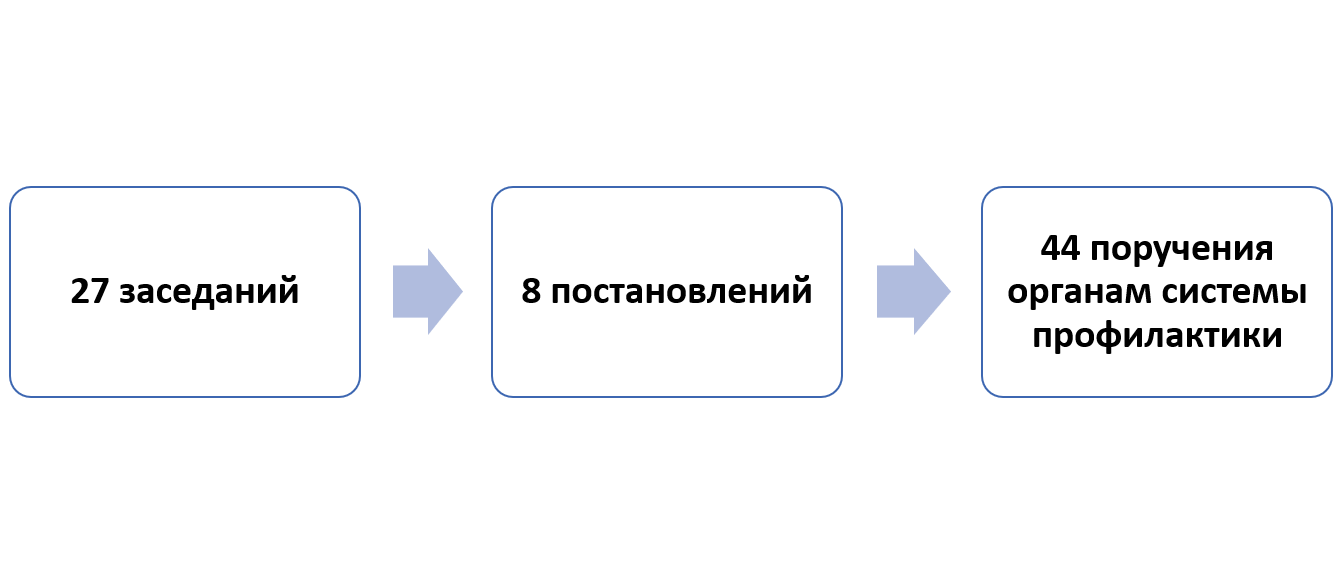 27 заседаний
8 постановлений
44 поручения
органам системы
профилактики